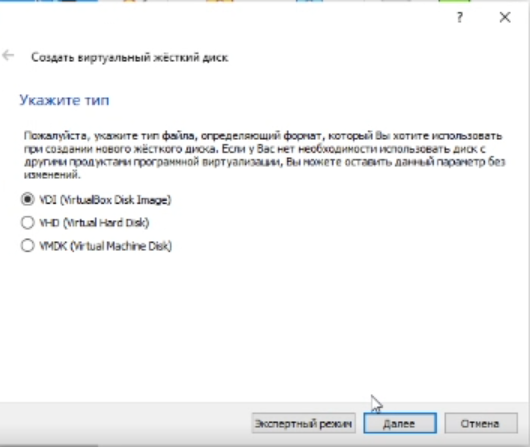 ?
Создать виртуальный жёсткий диск
Укажите тип
Пожалуйста, укажите тип файла, определяющий формат, который Вы хотите использовать
при создании нового жёсткого диска. Если у Вас нет необходимости использовать диск с
другими продуктами программной виртуализации, Вы можете оставить данный параметр без
изменений.
VDI (VirtualBox Disk Image)
VHD (Virtual Hard Disk)
VMDK (Virtual Machine Disk)
Экспертный режим Далее Отмена